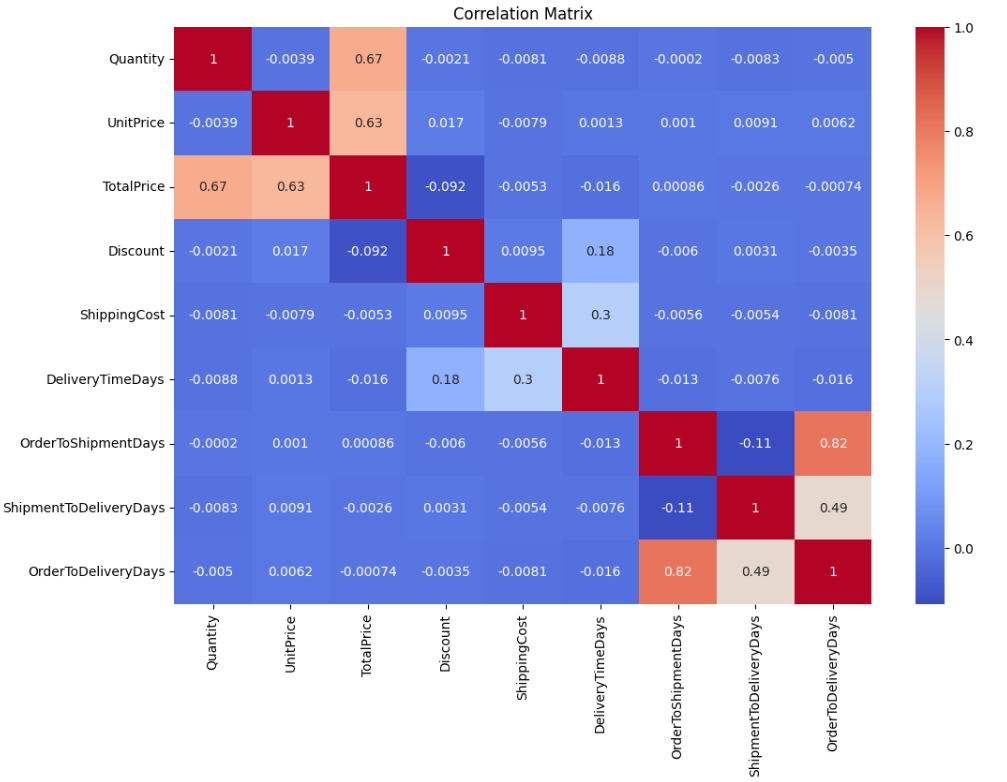 Correlation Matrix
Quantity 1 -0.0039 0.67 -0.0021 -0.0081 -0.0088 -0.0002 -0.0083 -0.005
UnitPrice -0.0039 1 0.63 0.017 -0.0079 0.0013 0.001 0.0091 0.0062
TotalPrice 0.67 0.63 1 -0.092 -0.0053 -0.016 0.00086 -0.0026 -0.00074
Discount -0.0021 0.017 -0.092 1 0.0095 0.18 -0.006 0.0031 -0.0035
ShippingCost -0.0081 -0.0079 -0.0053 0.0095 1 0.3 -0.0056 -0.0054 -0.0081
DeliveryTimeDays -0.0088 0.0013 -0.016 0.18 0.3 1 -0.013 -0.0076 -0.016
OrderToShipmentDays -0.0002 0.001 0.00086 -0.006 -0.0056 -0.013 1 -0.11 0.82
ShipmentToDeliveryDays -0.0083 0.0091 -0.0026 0.0031 -0.0054 -0.0076 -0.11 1 0.49
OrderToDeliveryDays -0.005 0.0062 -0.00074 -0.0035 -0.0081 -0.016 0.82 0.49 1
Quantity
UnitPrice
TotalPrice
Discount
ShippingCost
DeliveryTimeDays
OrderToShipmentDays
ShipmentToDeliveryDays
OrderToDeliveryDays
1.0
0.8
0.6
0.4
0.2
0.0